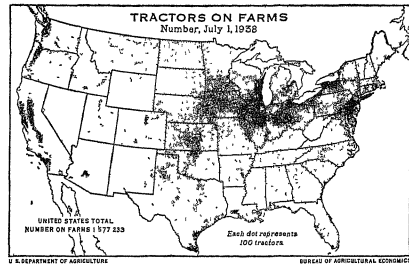 TRACTORS ON FARMS
Number, July 1, 1938
UNITED STATES TOTAL
NUMBER ON FARMS 1 577 233
Each dot represents
100 tractors
U. S. DEPARTMENT OF AGRICULTURE
BUREAU OF AGRICULTURAL ECONOMICS